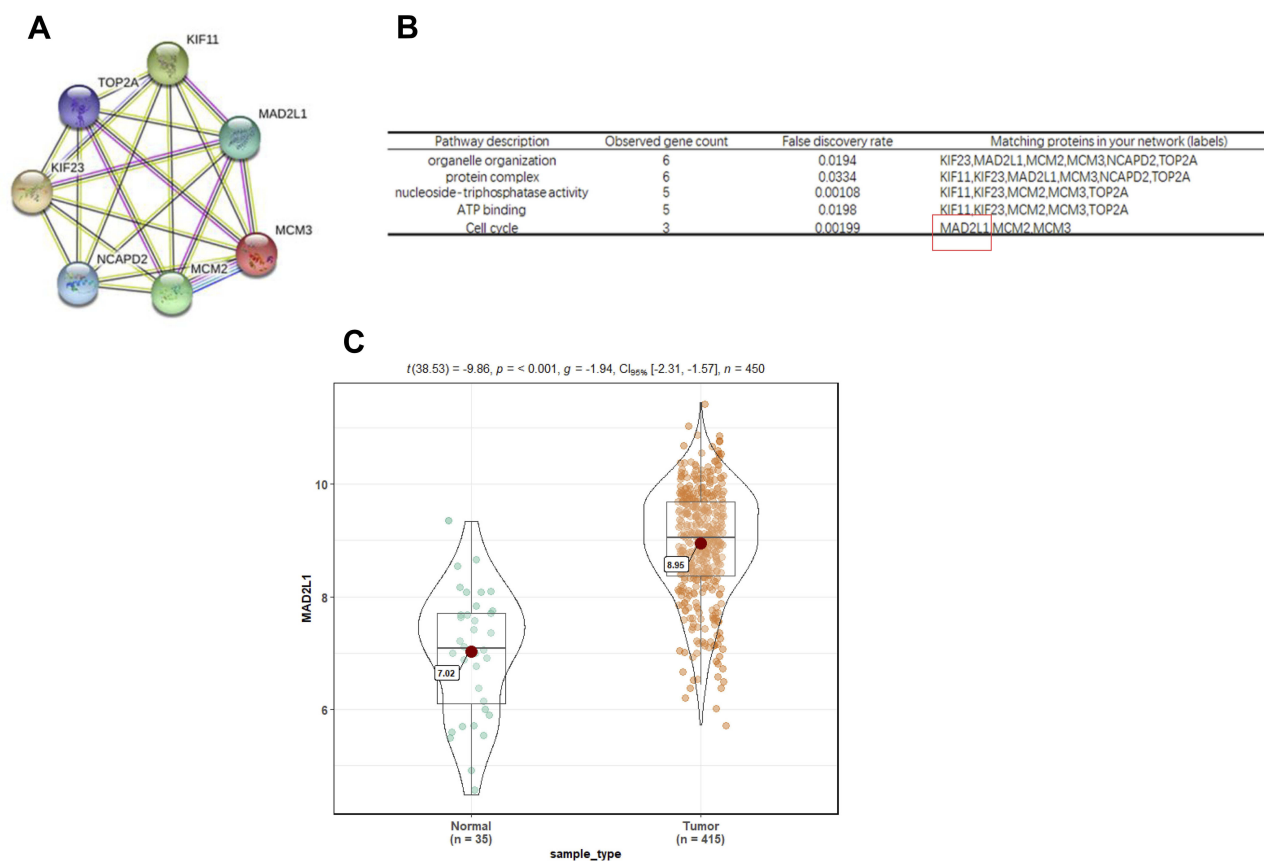 A
KIF11
TOP2A
MAD2L1
KIF23
MCM3
NCAPD2
MCM2
B
Pathway description Observed gene count False discovery rate Matching proteins in your network (labels)
organelle organization 6 0.0194 KIF23,MAD2L1,MCM2,MCM3,NCAPD2,TOP2A
protein complex 6 0.0334 KIF11,KIF23,MAD2L1,MCM3,NCAPD2,TOP2A
nucleoside-triphosphatase activity 5 0.00108 KIF11,KIF23,MCM2,MCM3,TOP2A
ATP binding 5 0.0198 KIF11,KIF23,MCM2,MCM3,TOP2A
Cell cycle 3 0.00199 MAD2L1,MCM2,MCM3
C
t(38.53) = -9.86, p = < 0.001, g = -1.94, CI95% [-2.31, -1.57], n = 450
MAD2L1
10
8
6
7.02
8.95
Normal
(n = 35)
Tumor
(n = 415)
sample_type